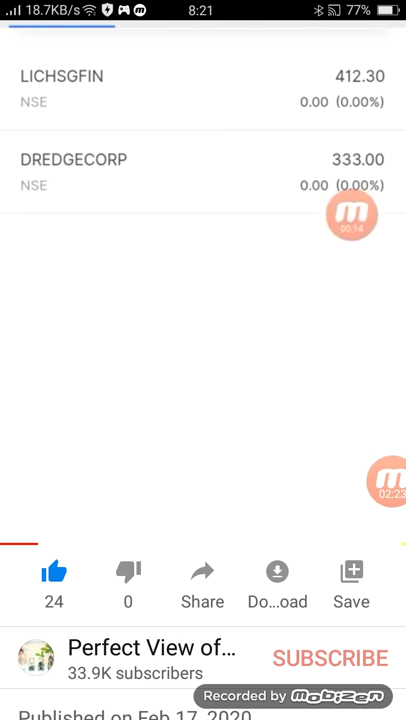 18.7KB/s 8:21 77%
LICHSGFIN 412.30
NSE 0.00 (0.00%)
DREDGECORP 333.00
NSE 0.00 (0.00%)
m
00:14
m
02:23
24 0 Share Do...oad Save
Perfect View of...
33.9K subscribers
SUBSCRIBE
Recorded by mobizen
Published on Feb 17, 2020